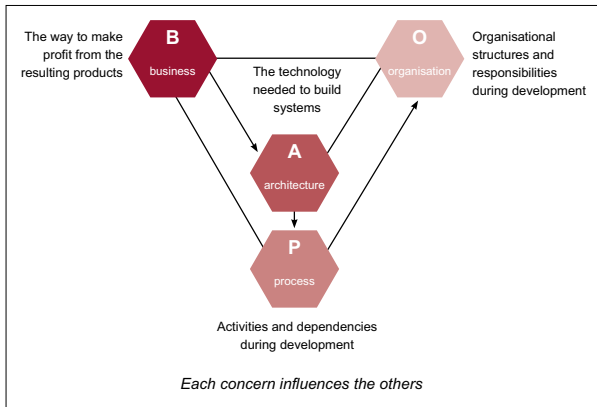 The way to make
profit from the
resulting products
B
business
The technology
needed to build
systems
O
organisation
Organisational
structures and
responsibilities
during development
A
architecture
P
process
Activities and dependencies
during development
Each concern influences the others